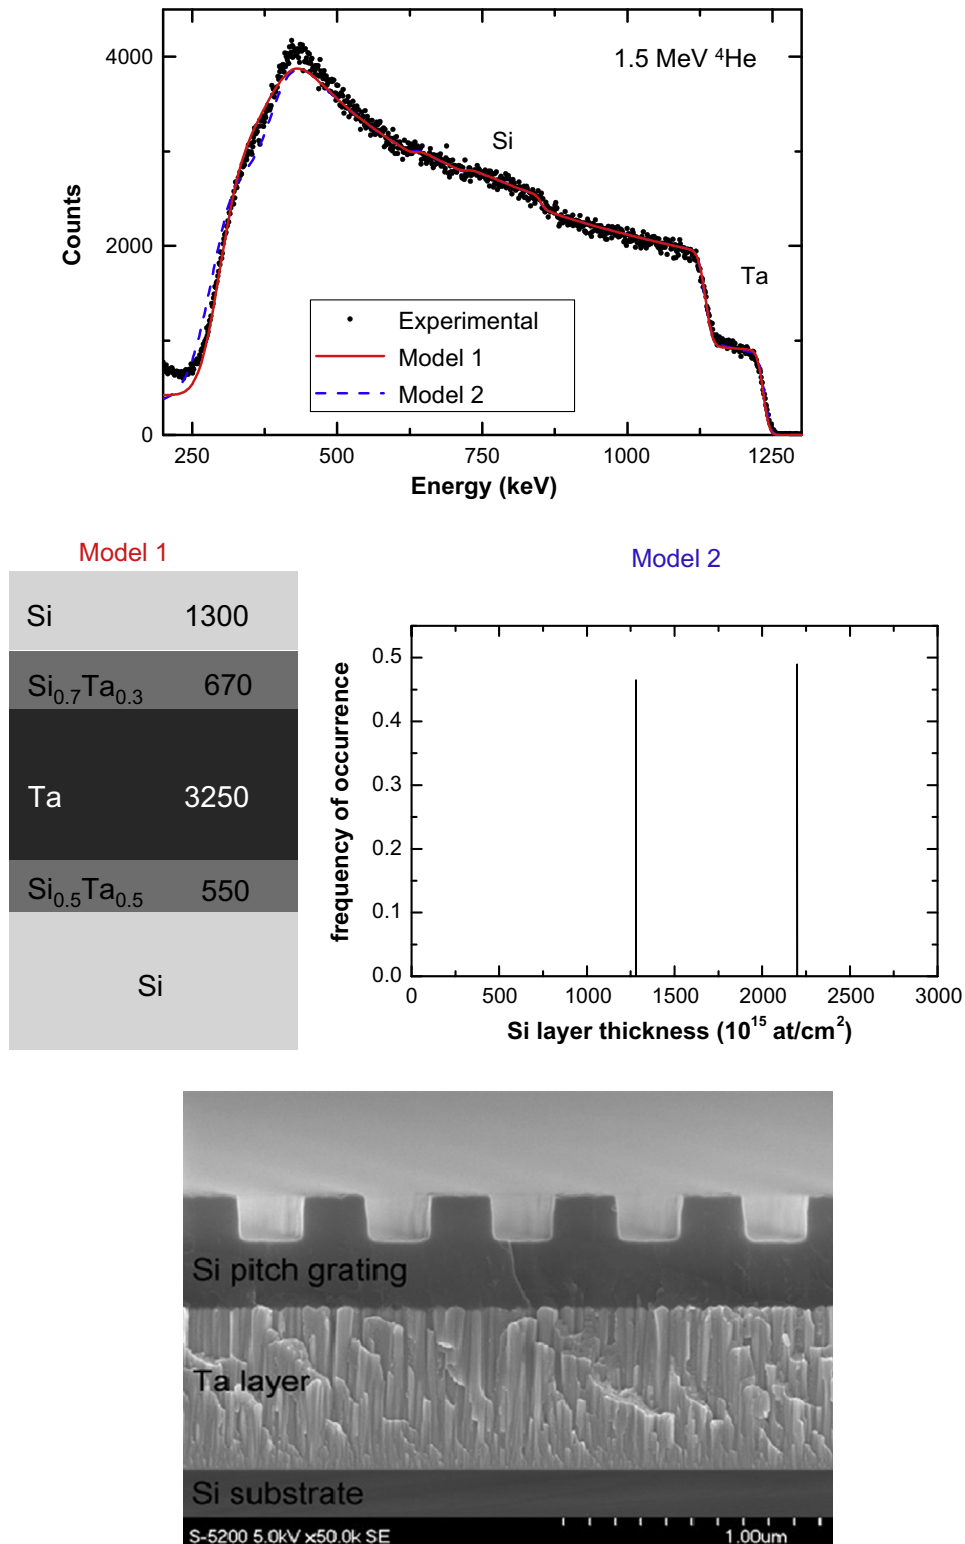 4000
2000
0
Counts
1.5 MeV ⁴He
Si
Ta
Experimental
Model 1
Model 2
250 500 750 1000 1250
Energy (keV)
Model 1
Si 1300
Si₀.₇Ta₀.₃ 670
Ta 3250
Si₀.₅Ta₀.₅ 550
Si
Model 2
0.5
0.4
0.3
0.2
0.1
0.0
frequency of occurrence
0 500 1000 1500 2000 2500 3000
Si layer thickness (10¹⁵ at/cm²)
Si pitch grating
Ta layer
Si substrate
S-5200 5.0kV x50.0k SE 1.00um